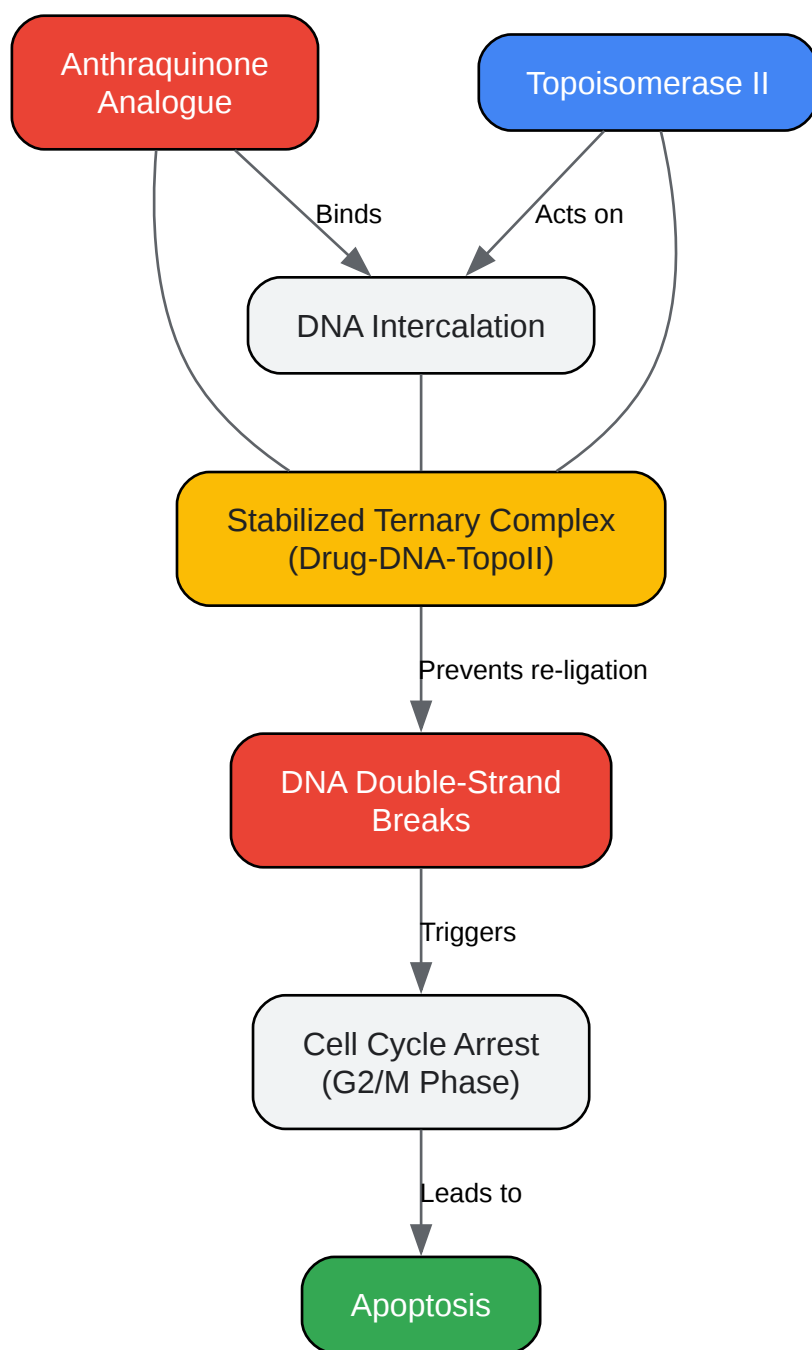 Anthraquinone
Analogue
Topoisomerase II
Binds
Acts on
DNA Intercalation
Stabilized Ternary Complex
(Drug-DNA-TopoII)
Prevents re-ligation
DNA Double-Strand
Breaks
Triggers
Cell Cycle Arrest
(G2/M Phase)
Leads to
Apoptosis